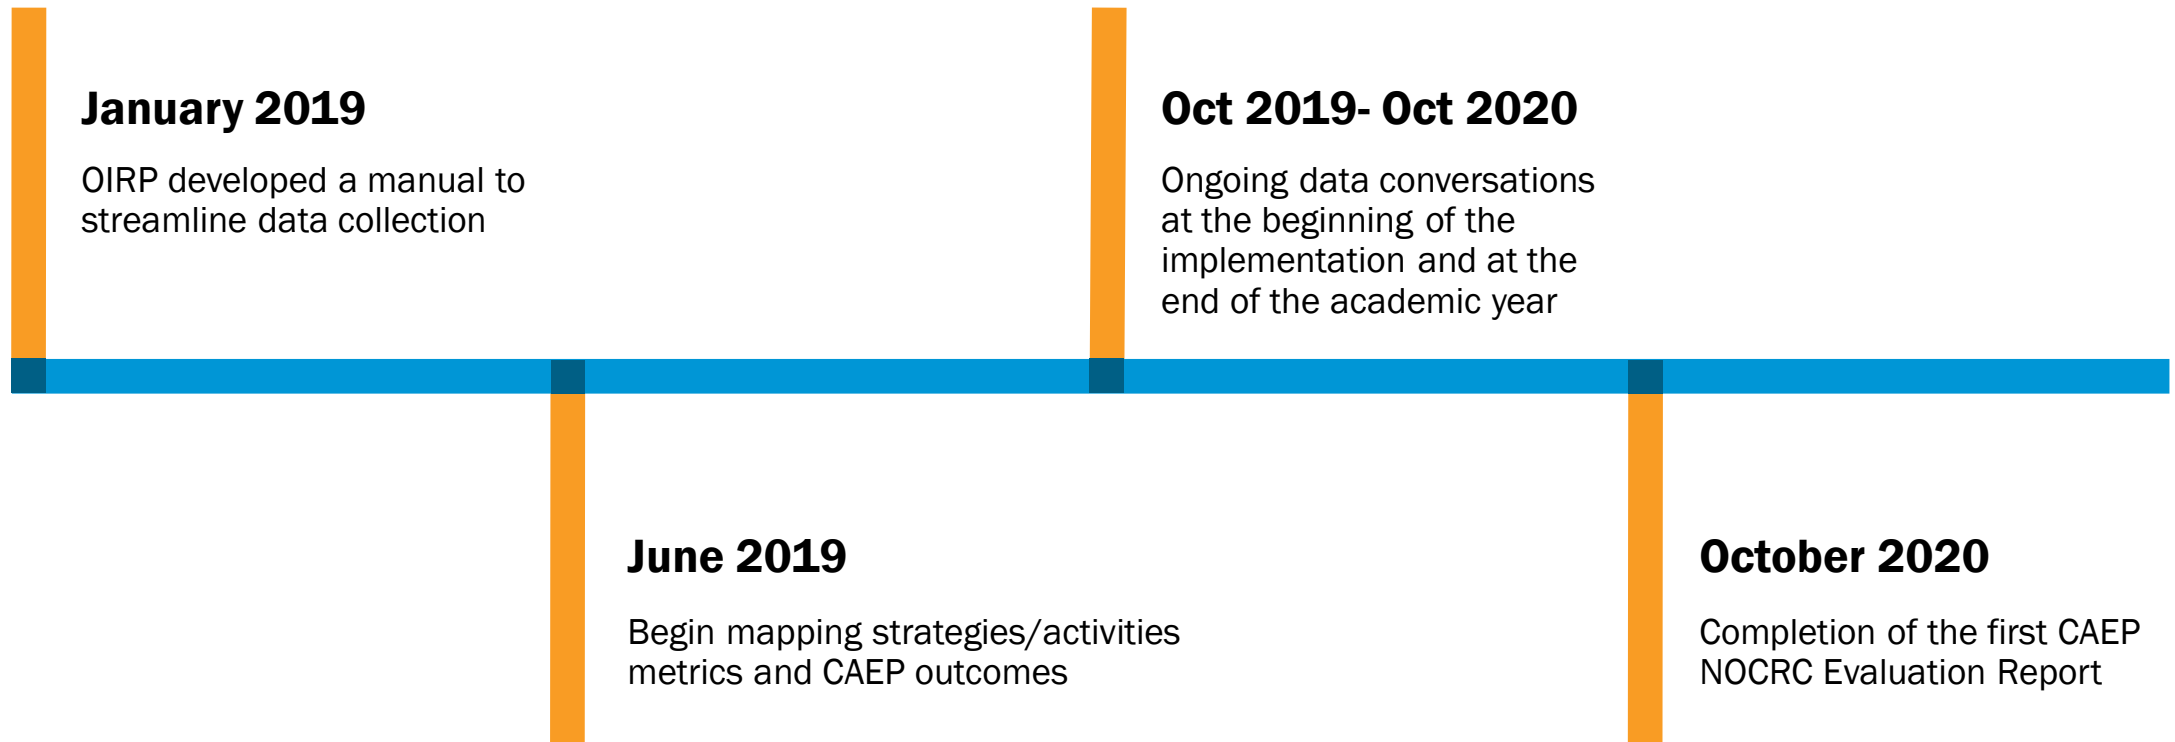 January 2019
OIRP developed a manual to
streamline data collection
June 2019
Begin mapping strategies/activities
metrics and CAEP outcomes
Oct 2019- Oct 2020
Ongoing data conversations
at the beginning of the
implementation and at the
end of the academic year
October 2020
Completion of the first CAEP
NOCRC Evaluation Report